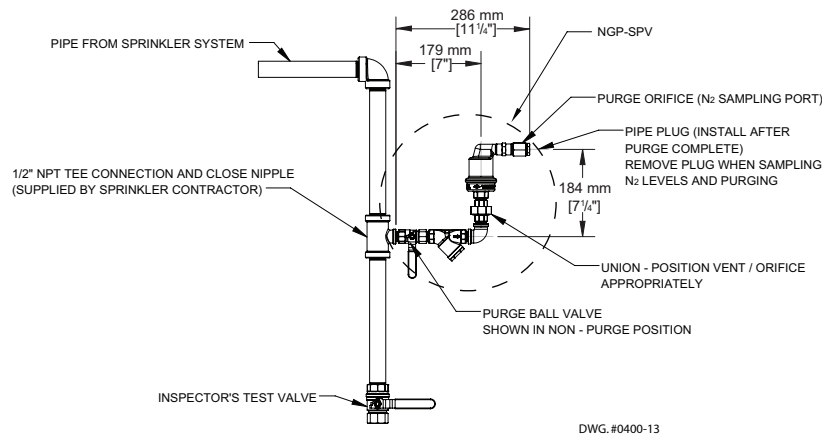 286 mm
[11¼"]
179 mm
[7"]
NGP-SPV
PIPE FROM SPRINKLER SYSTEM
PURGE ORIFICE (N2 SAMPLING PORT)
PIPE PLUG (INSTALL AFTER
PURGE COMPLETE)
REMOVE PLUG WHEN SAMPLING
N2 LEVELS AND PURGING
1/2" NPT TEE CONNECTION AND CLOSE NIPPLE
(SUPPLIED BY SPRINKLER CONTRACTOR)
184 mm
[7¼"]
UNION - POSITION VENT / ORIFICE
APPROPRIATELY
PURGE BALL VALVE
SHOWN IN NON - PURGE POSITION
INSPECTOR'S TEST VALVE
DWG.#0400-13